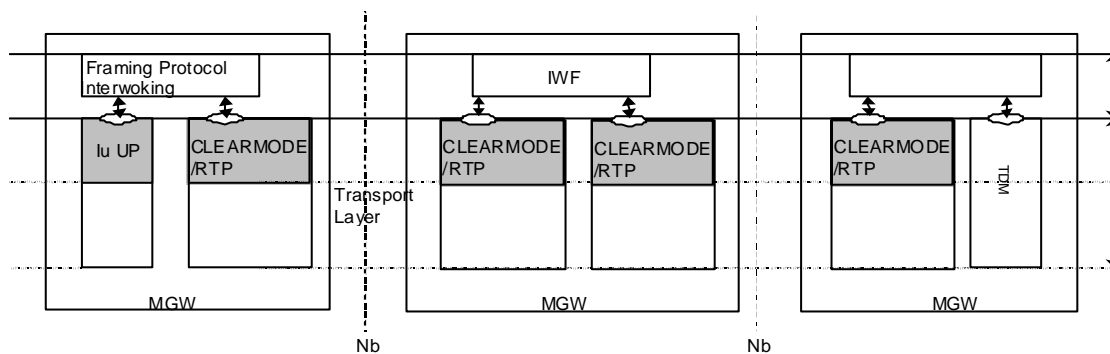 Framing Protocol
Interwoking
IWF
Iu UP
CLEARMODE
/RTP
CLEARMODE
/RTP
CLEARMODE
/RTP
CLEARMODE
/RTP
TDM
Transport
Layer
MGW
MGW
MGW
Nb
Nb